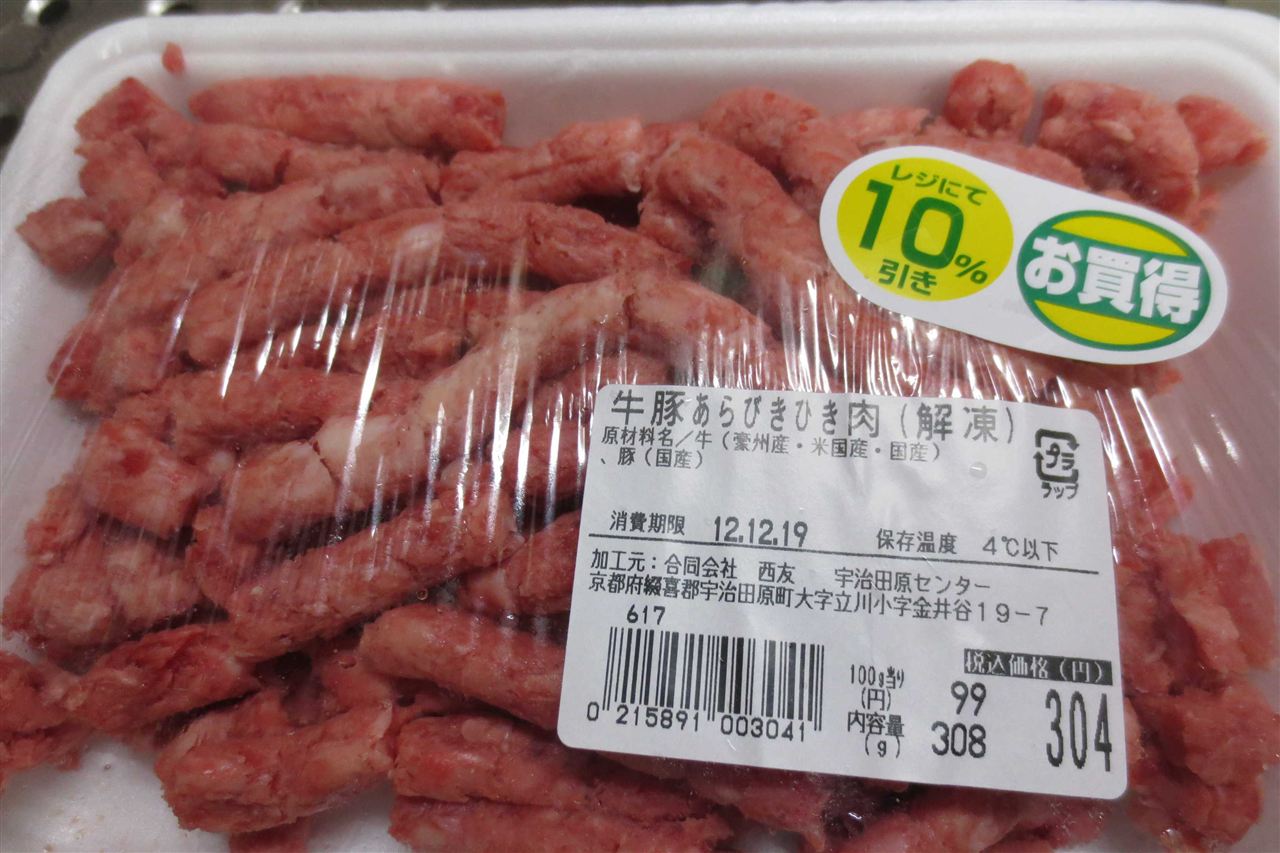 レジにて
10%
引き
お買得
牛豚あらびきひき肉(解凍)
原材料名/牛(豪州産・米国産・国産)
、豚(国産)
プラ
ラップ
消費期限 12.12.19 保存温度 4℃以下
加工元:合同会社 西友 宇治田原センター
京都府綴喜郡宇治田原町大字立川小字金井谷19-7
617
0 215891 003041
100g当り
(円) 99
内容量
(g) 308
税込価格(円)
304